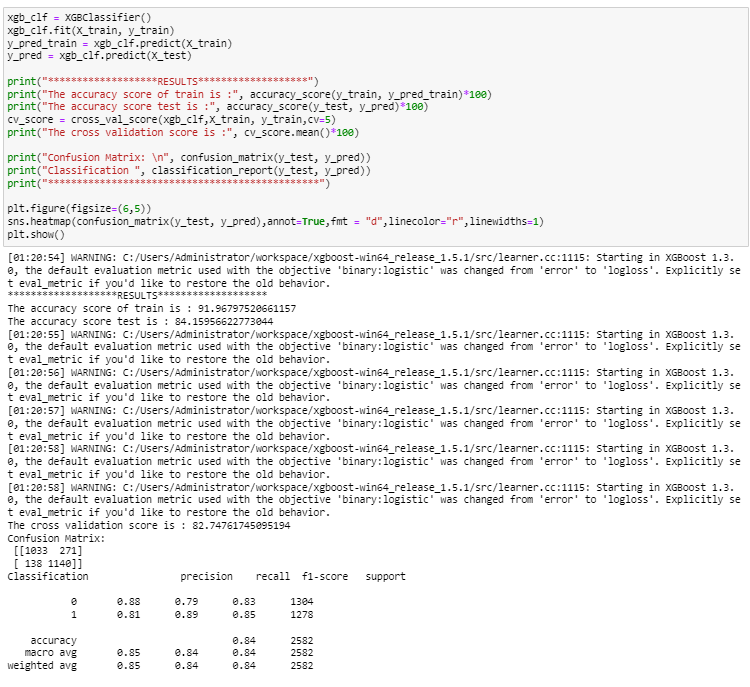 xgb_clf = XGBClassifier()
xgb_clf.fit(X_train, y_train)
y_pred_train = xgb_clf.predict(X_train)
y_pred = xgb_clf.predict(X_test)

print("*******************RESULTS*******************")
print("The accuracy score of train is :", accuracy_score(y_train, y_pred_train)*100)
print("The accuracy score test is :", accuracy_score(y_test, y_pred)*100)
cv_score = cross_val_score(xgb_clf,X_train, y_train,cv=5)
print("The cross validation score is :", cv_score.mean()*100)

print("Confusion Matrix: \n", confusion_matrix(y_test, y_pred))
print("Classification ", classification_report(y_test, y_pred))
print("***********************************************")

plt.figure(figsize=(6,5))
sns.heatmap(confusion_matrix(y_test, y_pred),annot=True,fmt = "d",linecolor="r",linewidths=1)
plt.show()

[01:20:54] WARNING: C:/Users/Administrator/workspace/xgboost-win64_release_1.5.1/src/learner.cc:1115: Starting in XGBoost 1.3.
0, the default evaluation metric used with the objective 'binary:logistic' was changed from 'error' to 'logloss'. Explicitly se
t eval_metric if you'd like to restore the old behavior.
*******************RESULTS*******************
The accuracy score of train is : 91.96797520661157
The accuracy score test is : 84.15956622773044
[01:20:55] WARNING: C:/Users/Administrator/workspace/xgboost-win64_release_1.5.1/src/learner.cc:1115: Starting in XGBoost 1.3.
0, the default evaluation metric used with the objective 'binary:logistic' was changed from 'error' to 'logloss'. Explicitly se
t eval_metric if you'd like to restore the old behavior.
[01:20:56] WARNING: C:/Users/Administrator/workspace/xgboost-win64_release_1.5.1/src/learner.cc:1115: Starting in XGBoost 1.3.
0, the default evaluation metric used with the objective 'binary:logistic' was changed from 'error' to 'logloss'. Explicitly se
t eval_metric if you'd like to restore the old behavior.
[01:20:57] WARNING: C:/Users/Administrator/workspace/xgboost-win64_release_1.5.1/src/learner.cc:1115: Starting in XGBoost 1.3.
0, the default evaluation metric used with the objective 'binary:logistic' was changed from 'error' to 'logloss'. Explicitly se
t eval_metric if you'd like to restore the old behavior.
[01:20:58] WARNING: C:/Users/Administrator/workspace/xgboost-win64_release_1.5.1/src/learner.cc:1115: Starting in XGBoost 1.3.
0, the default evaluation metric used with the objective 'binary:logistic' was changed from 'error' to 'logloss'. Explicitly se
t eval_metric if you'd like to restore the old behavior.
[01:20:58] WARNING: C:/Users/Administrator/workspace/xgboost-win64_release_1.5.1/src/learner.cc:1115: Starting in XGBoost 1.3.
0, the default evaluation metric used with the objective 'binary:logistic' was changed from 'error' to 'logloss'. Explicitly se
t eval_metric if you'd like to restore the old behavior.
The cross validation score is : 82.74761745095194
Confusion Matrix:
[[1033  271]
[ 138 1140]]
Classification               precision    recall  f1-score   support

0       0.88      0.79      0.83      1304
1       0.81      0.89      0.85      1278

accuracy                           0.84      2582
macro avg       0.85      0.84      0.84      2582
weighted avg       0.85      0.84      0.84      2582